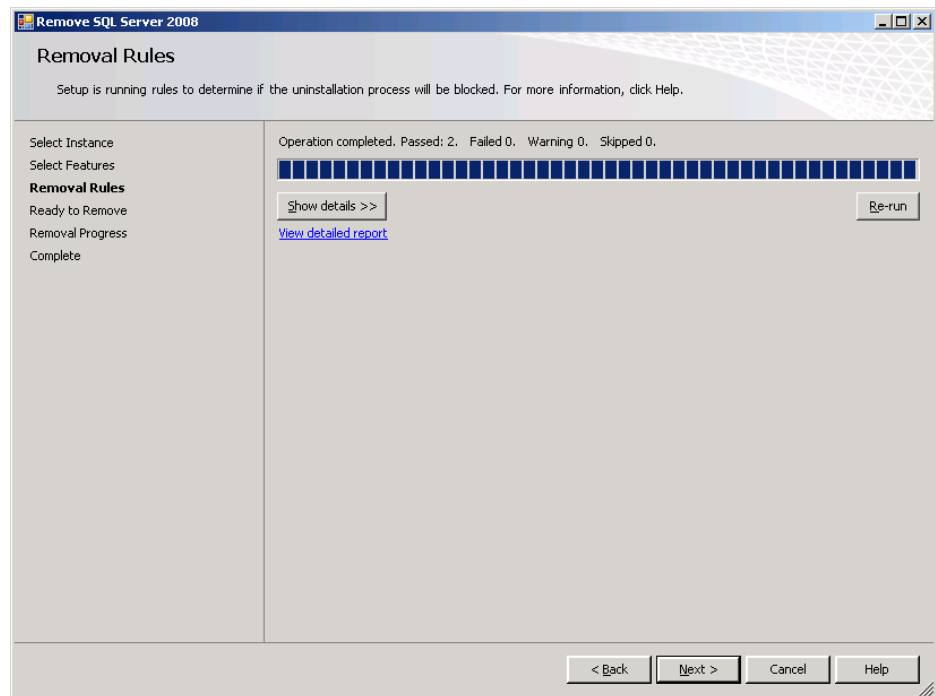 Remove SQL Server 2008
Removal Rules
Setup is running rules to determine if the uninstallation process will be blocked. For more information, click Help.
Select Instance
Select Features
Removal Rules
Ready to Remove
Removal Progress
Complete
Operation completed. Passed: 2. Failed 0. Warning 0. Skipped 0.
Show details >>
Re-run
View detailed report
< Back
Next >
Cancel
Help